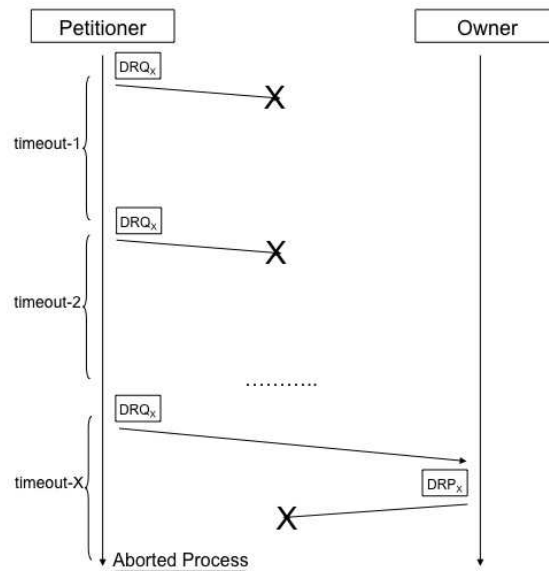 Petitioner Owner
DRQₓ
timeout-1
DRQₓ
timeout-2
...........
DRQₓ
timeout-X
DRPₓ
Aborted Process